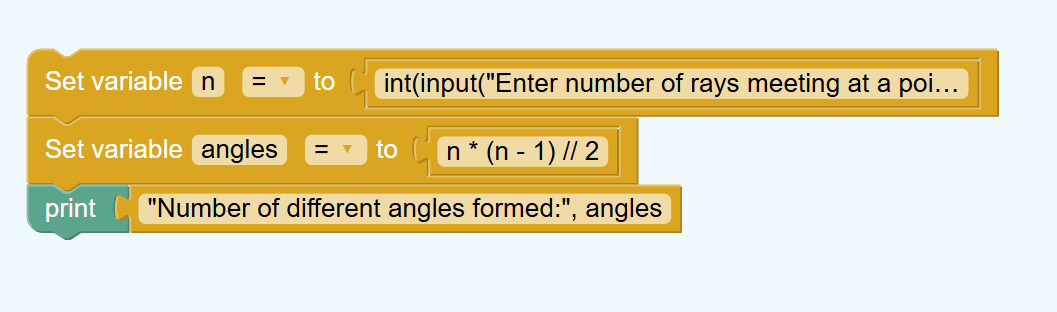 Set variable n = to int(input("Enter number of rays meeting at a poi...
Set variable angles = to n * (n - 1) // 2
print "Number of different angles formed:", angles